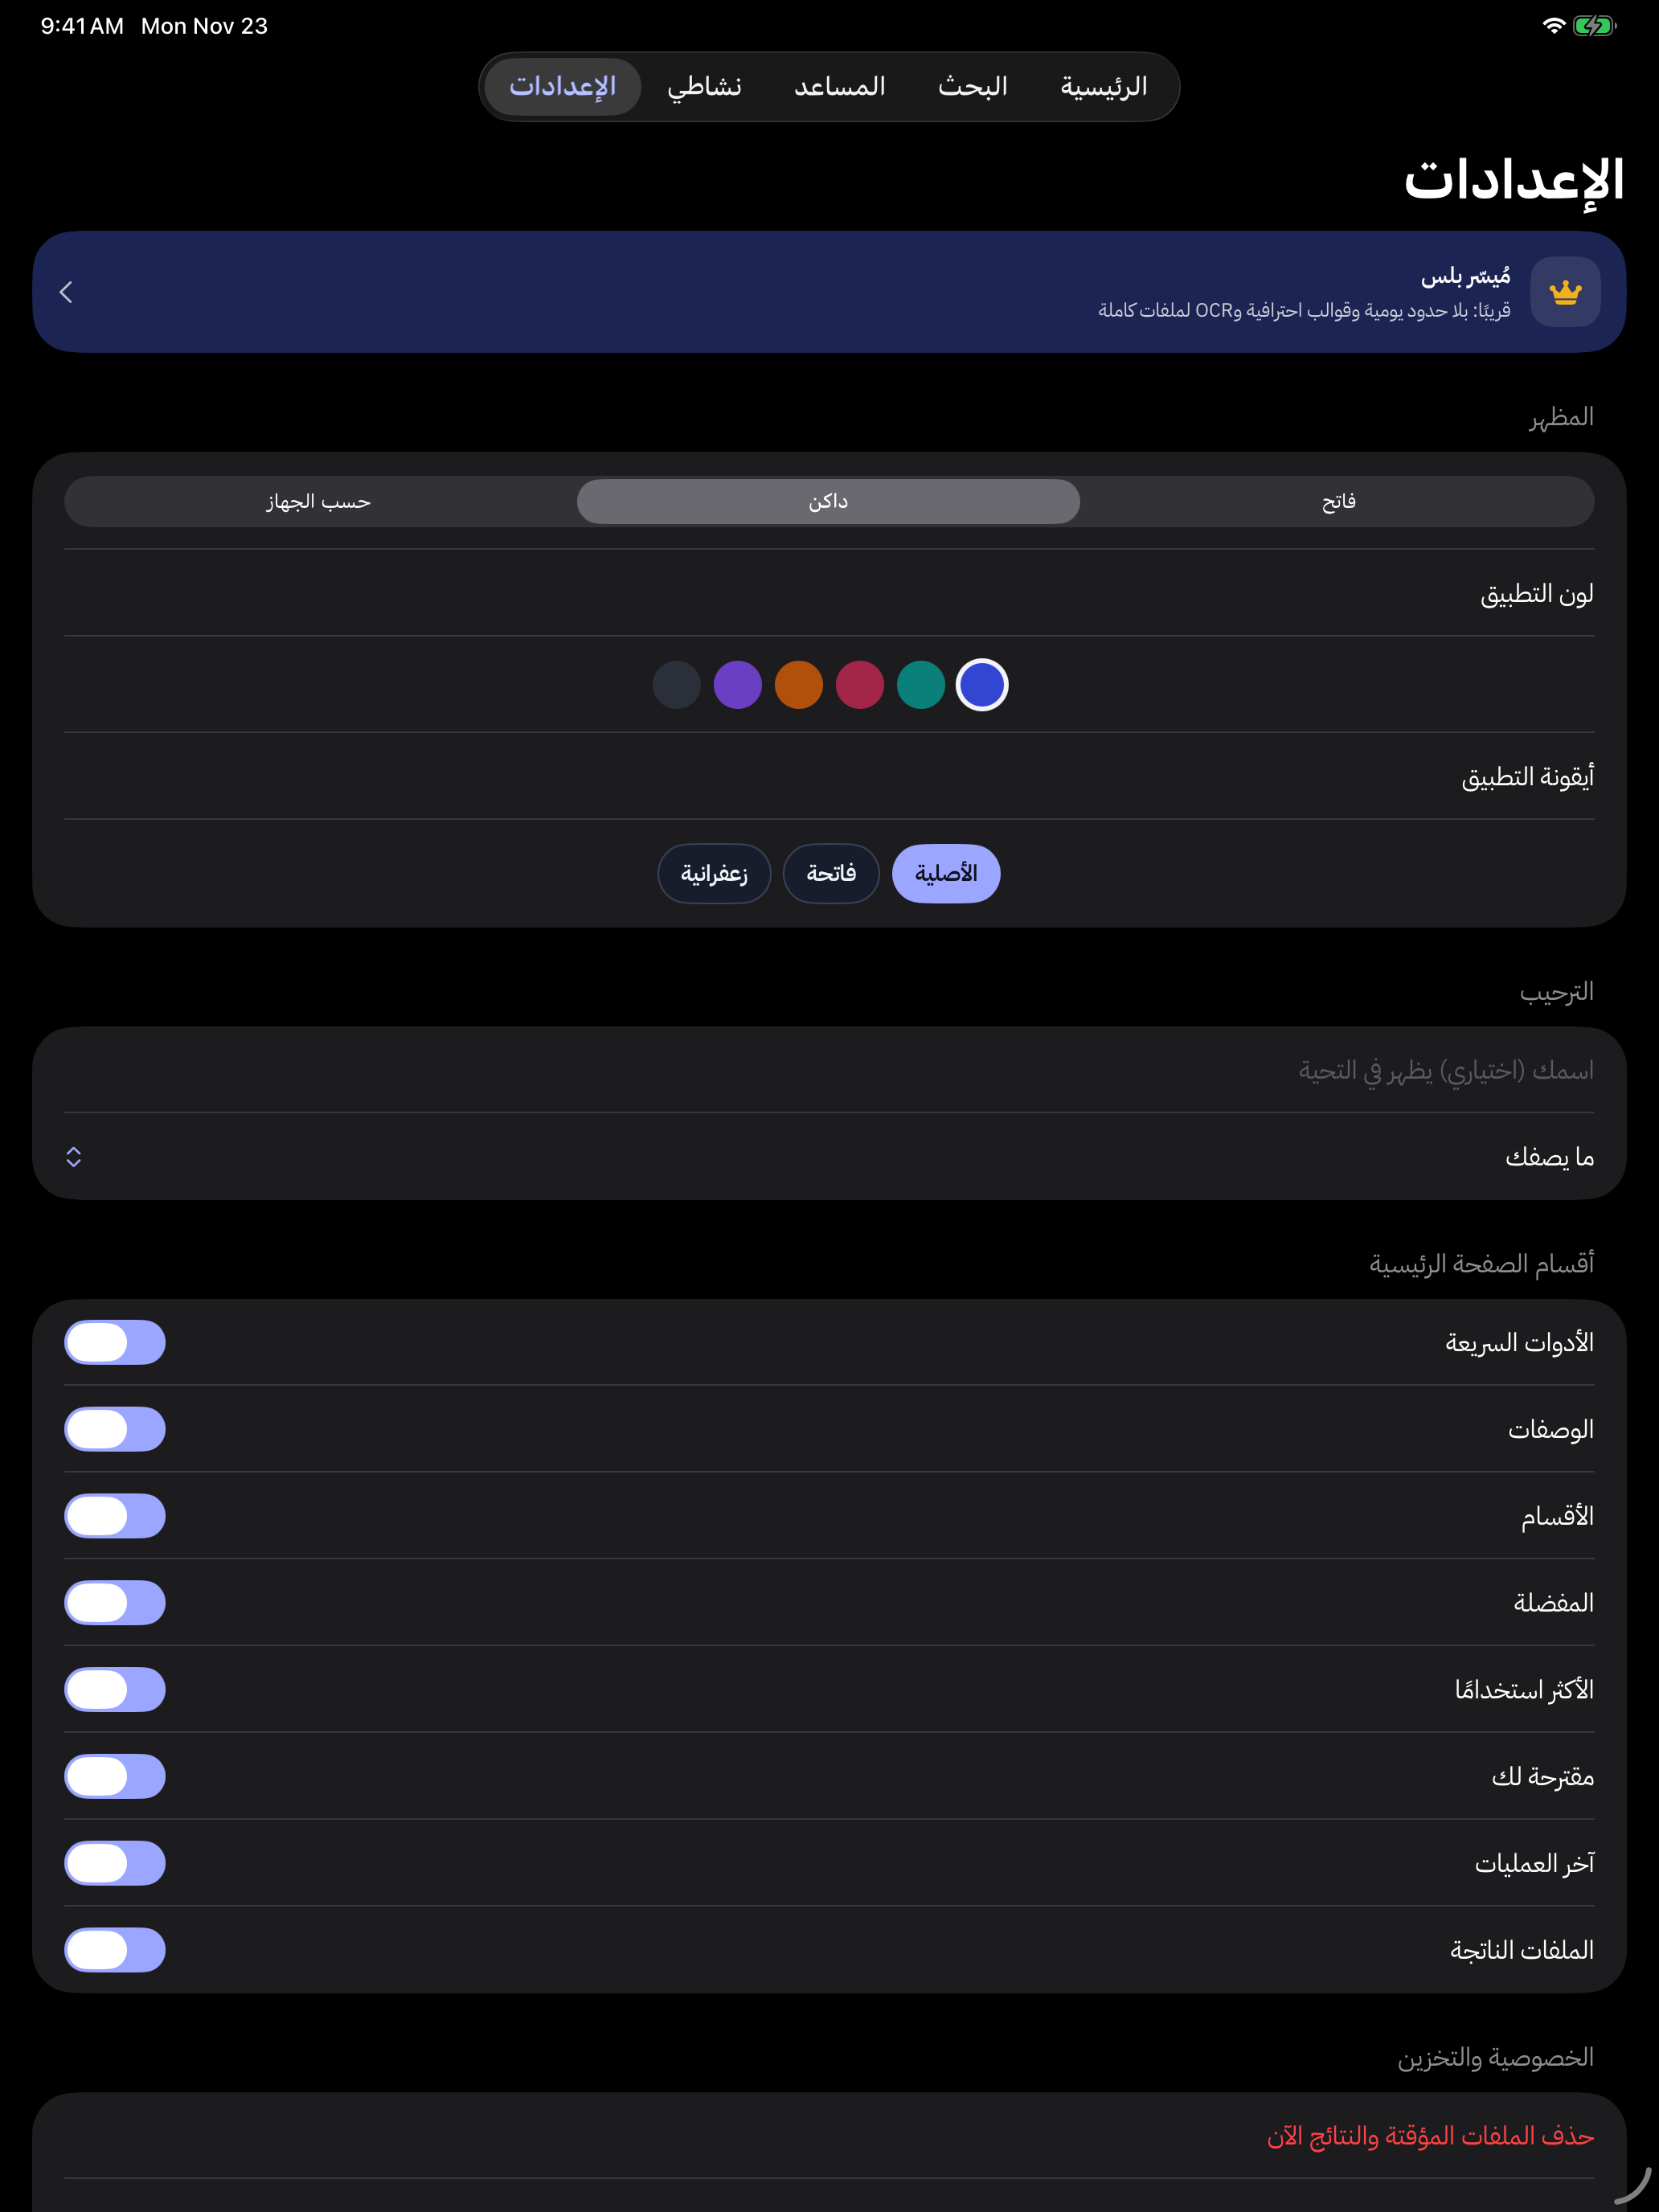 9:41 AM Mon Nov 23
الرئيسية البحث المساعد نشاطي الإعدادات
الإعدادات
مُيسّر بلس
قريبًا: بلا حدود يومية وقوالب احترافية وOCR لملفات كاملة
المظهر
فاتح داكن حسب الجهاز
لون التطبيق
أيقونة التطبيق
الأصلية فاتحة زعفرانية
الترحيب
اسمك (اختياري) يظهر في التحية
ما يصفك
أقسام الصفحة الرئيسية
الأدوات السريعة
الوصفات
الأقسام
المفضلة
الأكثر استخدامًا
مقترحة لك
آخر العمليات
الملفات الناتجة
الخصوصية والتخزين
حذف الملفات المؤقتة والنتائج الآن